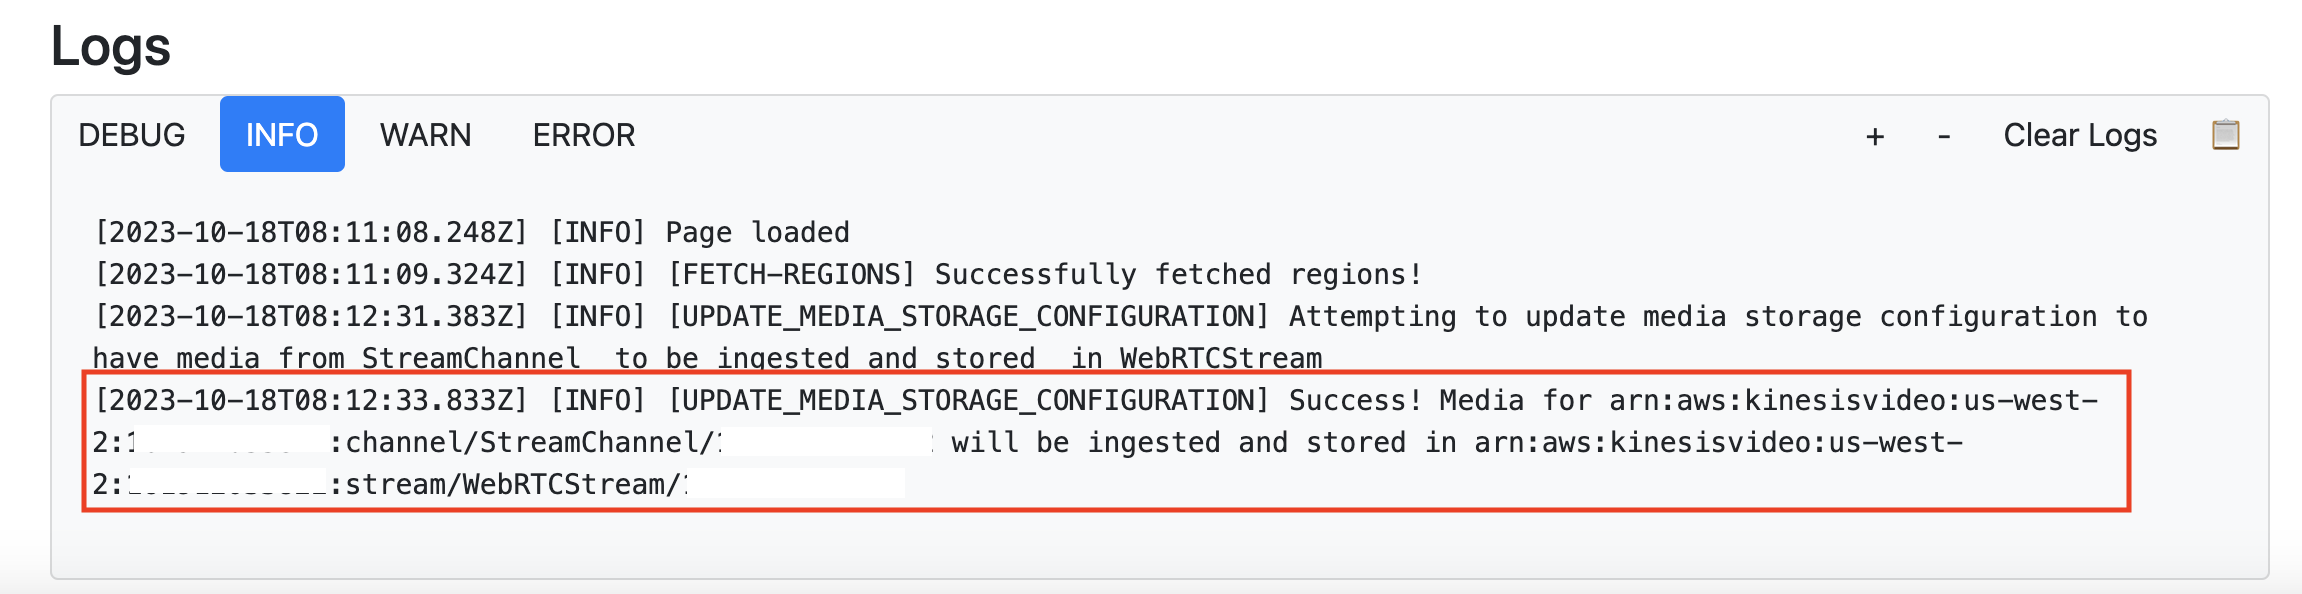 Logs
DEBUG INFO WARN ERROR + - Clear Logs
[2023-10-18T08:11:08.248Z] [INFO] Page loaded
[2023-10-18T08:11:09.324Z] [INFO] [FETCH-REGIONS] Successfully fetched regions!
[2023-10-18T08:12:31.383Z] [INFO] [UPDATE_MEDIA_STORAGE_CONFIGURATION] Attempting to update media storage configuration to
have media from StreamChannel to be ingested and stored in WebRTCStream
[2023-10-18T08:12:33.833Z] [INFO] [UPDATE_MEDIA_STORAGE_CONFIGURATION] Success! Media for arn:aws:kinesisvideo:us-west-
2: :channel/StreamChannel/ will be ingested and stored in arn:aws:kinesisvideo:us-west-
2: :stream/WebRTCStream/